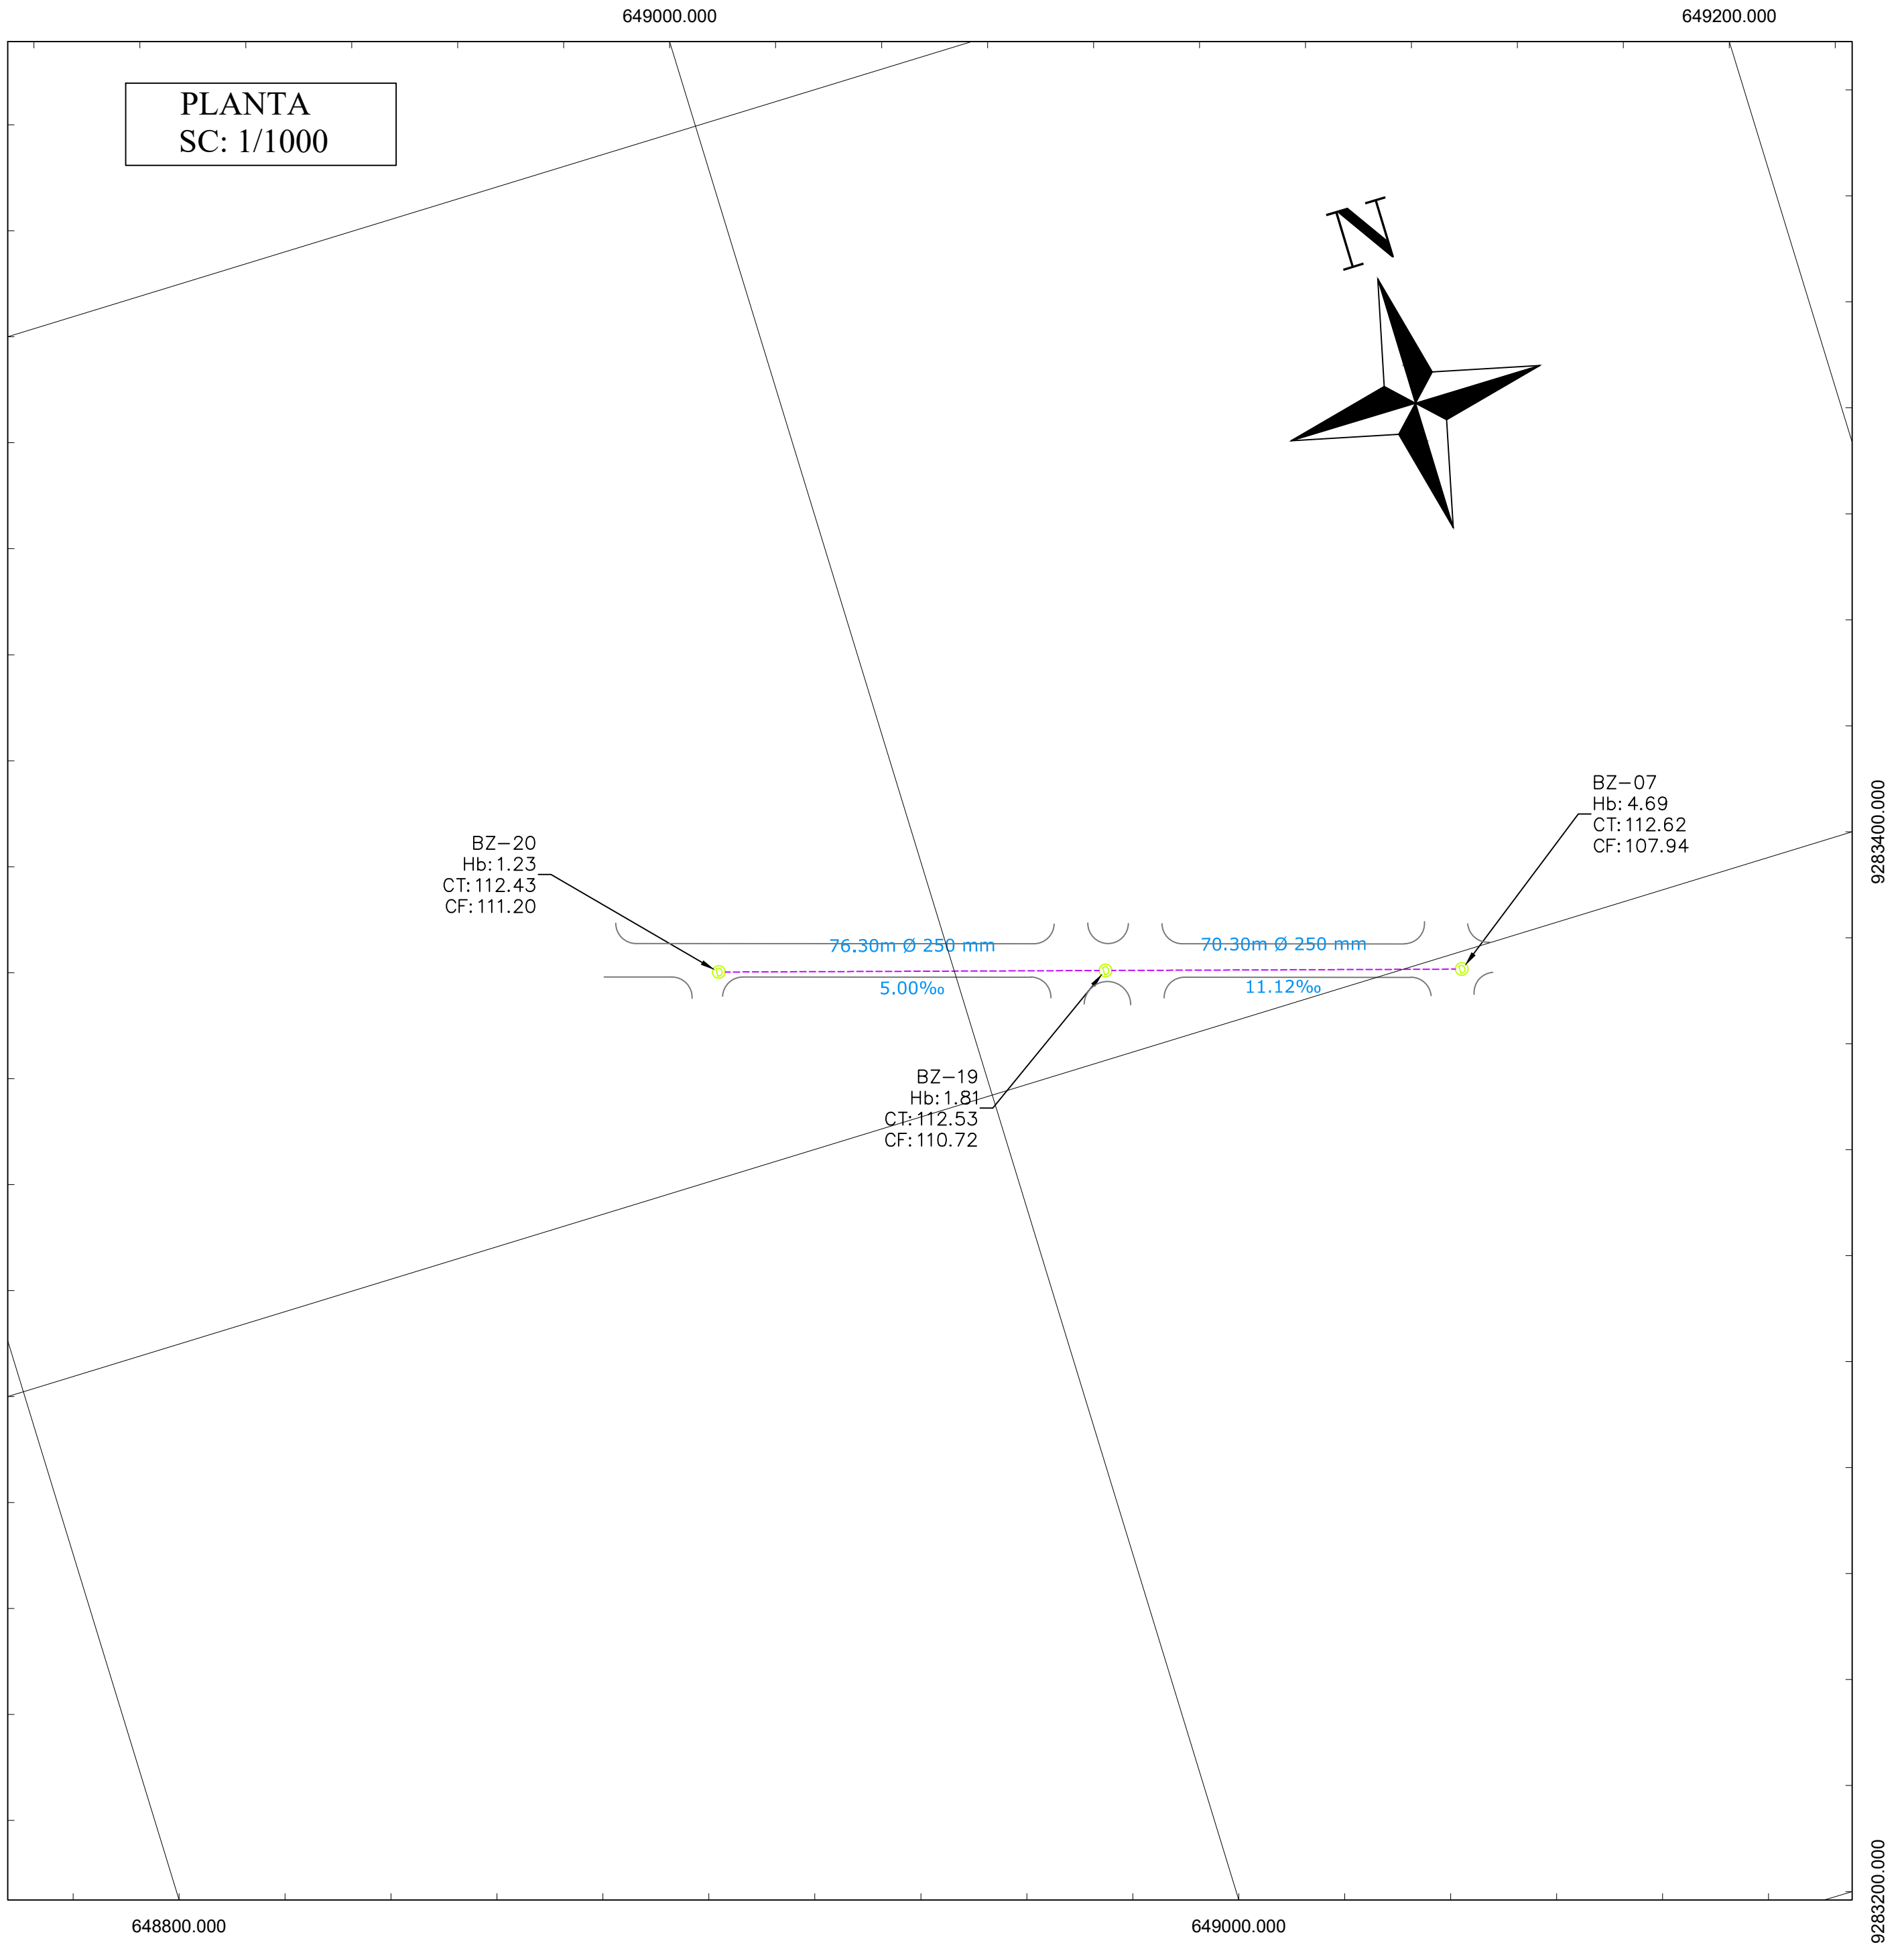 649000.000
649200.000
PLANTA
SC: 1/1000
N
BZ-07
Hb: 4.69
CT: 112.62
CF: 107.94
9283400.000
BZ-20
Hb: 1.23
CT: 112.43
CF: 111.20
76.30m Ø 250 mm
70.30m Ø 250 mm
5.00‰
11.12‰
BZ-19
Hb: 1.81
CT: 112.53
CF: 110.72
9283200.000
648800.000
649000.000